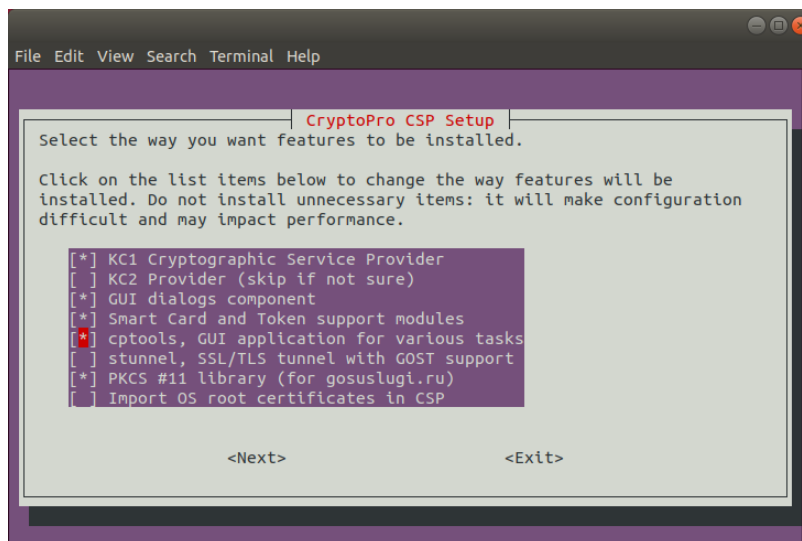 File Edit View Search Terminal Help
CryptoPro CSP Setup
Select the way you want features to be installed.
Click on the list items below to change the way features will be
installed. Do not install unnecessary items: it will make configuration
difficult and may impact performance.
[*] KC1 Cryptographic Service Provider
[ ] KC2 Provider (skip if not sure)
[*] GUI dialogs component
[*] Smart Card and Token support modules
[*] cptools, GUI application for various tasks
[ ] stunnel, SSL/TLS tunnel with GOST support
[*] PKCS #11 library (for gosuslugi.ru)
[ ] Import OS root certificates in CSP
<Next> <Exit>